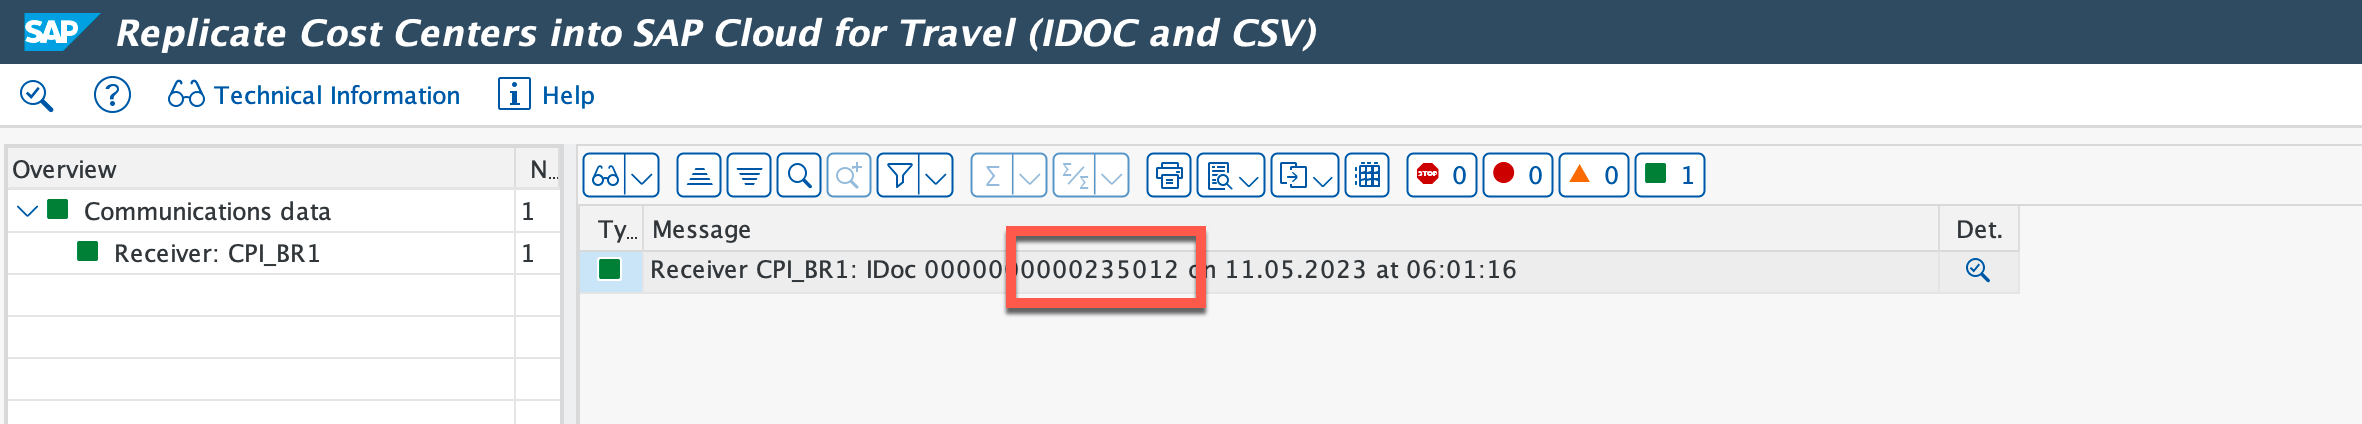 SAP Replicate Cost Centers into SAP Cloud for Travel (IDOC and CSV)
? Technical Information i Help
Overview N...
Communications data 1
Receiver: CPI_BR1 1
STOP 0 0 0 1
Ty... Message Det.
Receiver CPI_BR1: IDoc 0000000000235012 on 11.05.2023 at 06:01:16